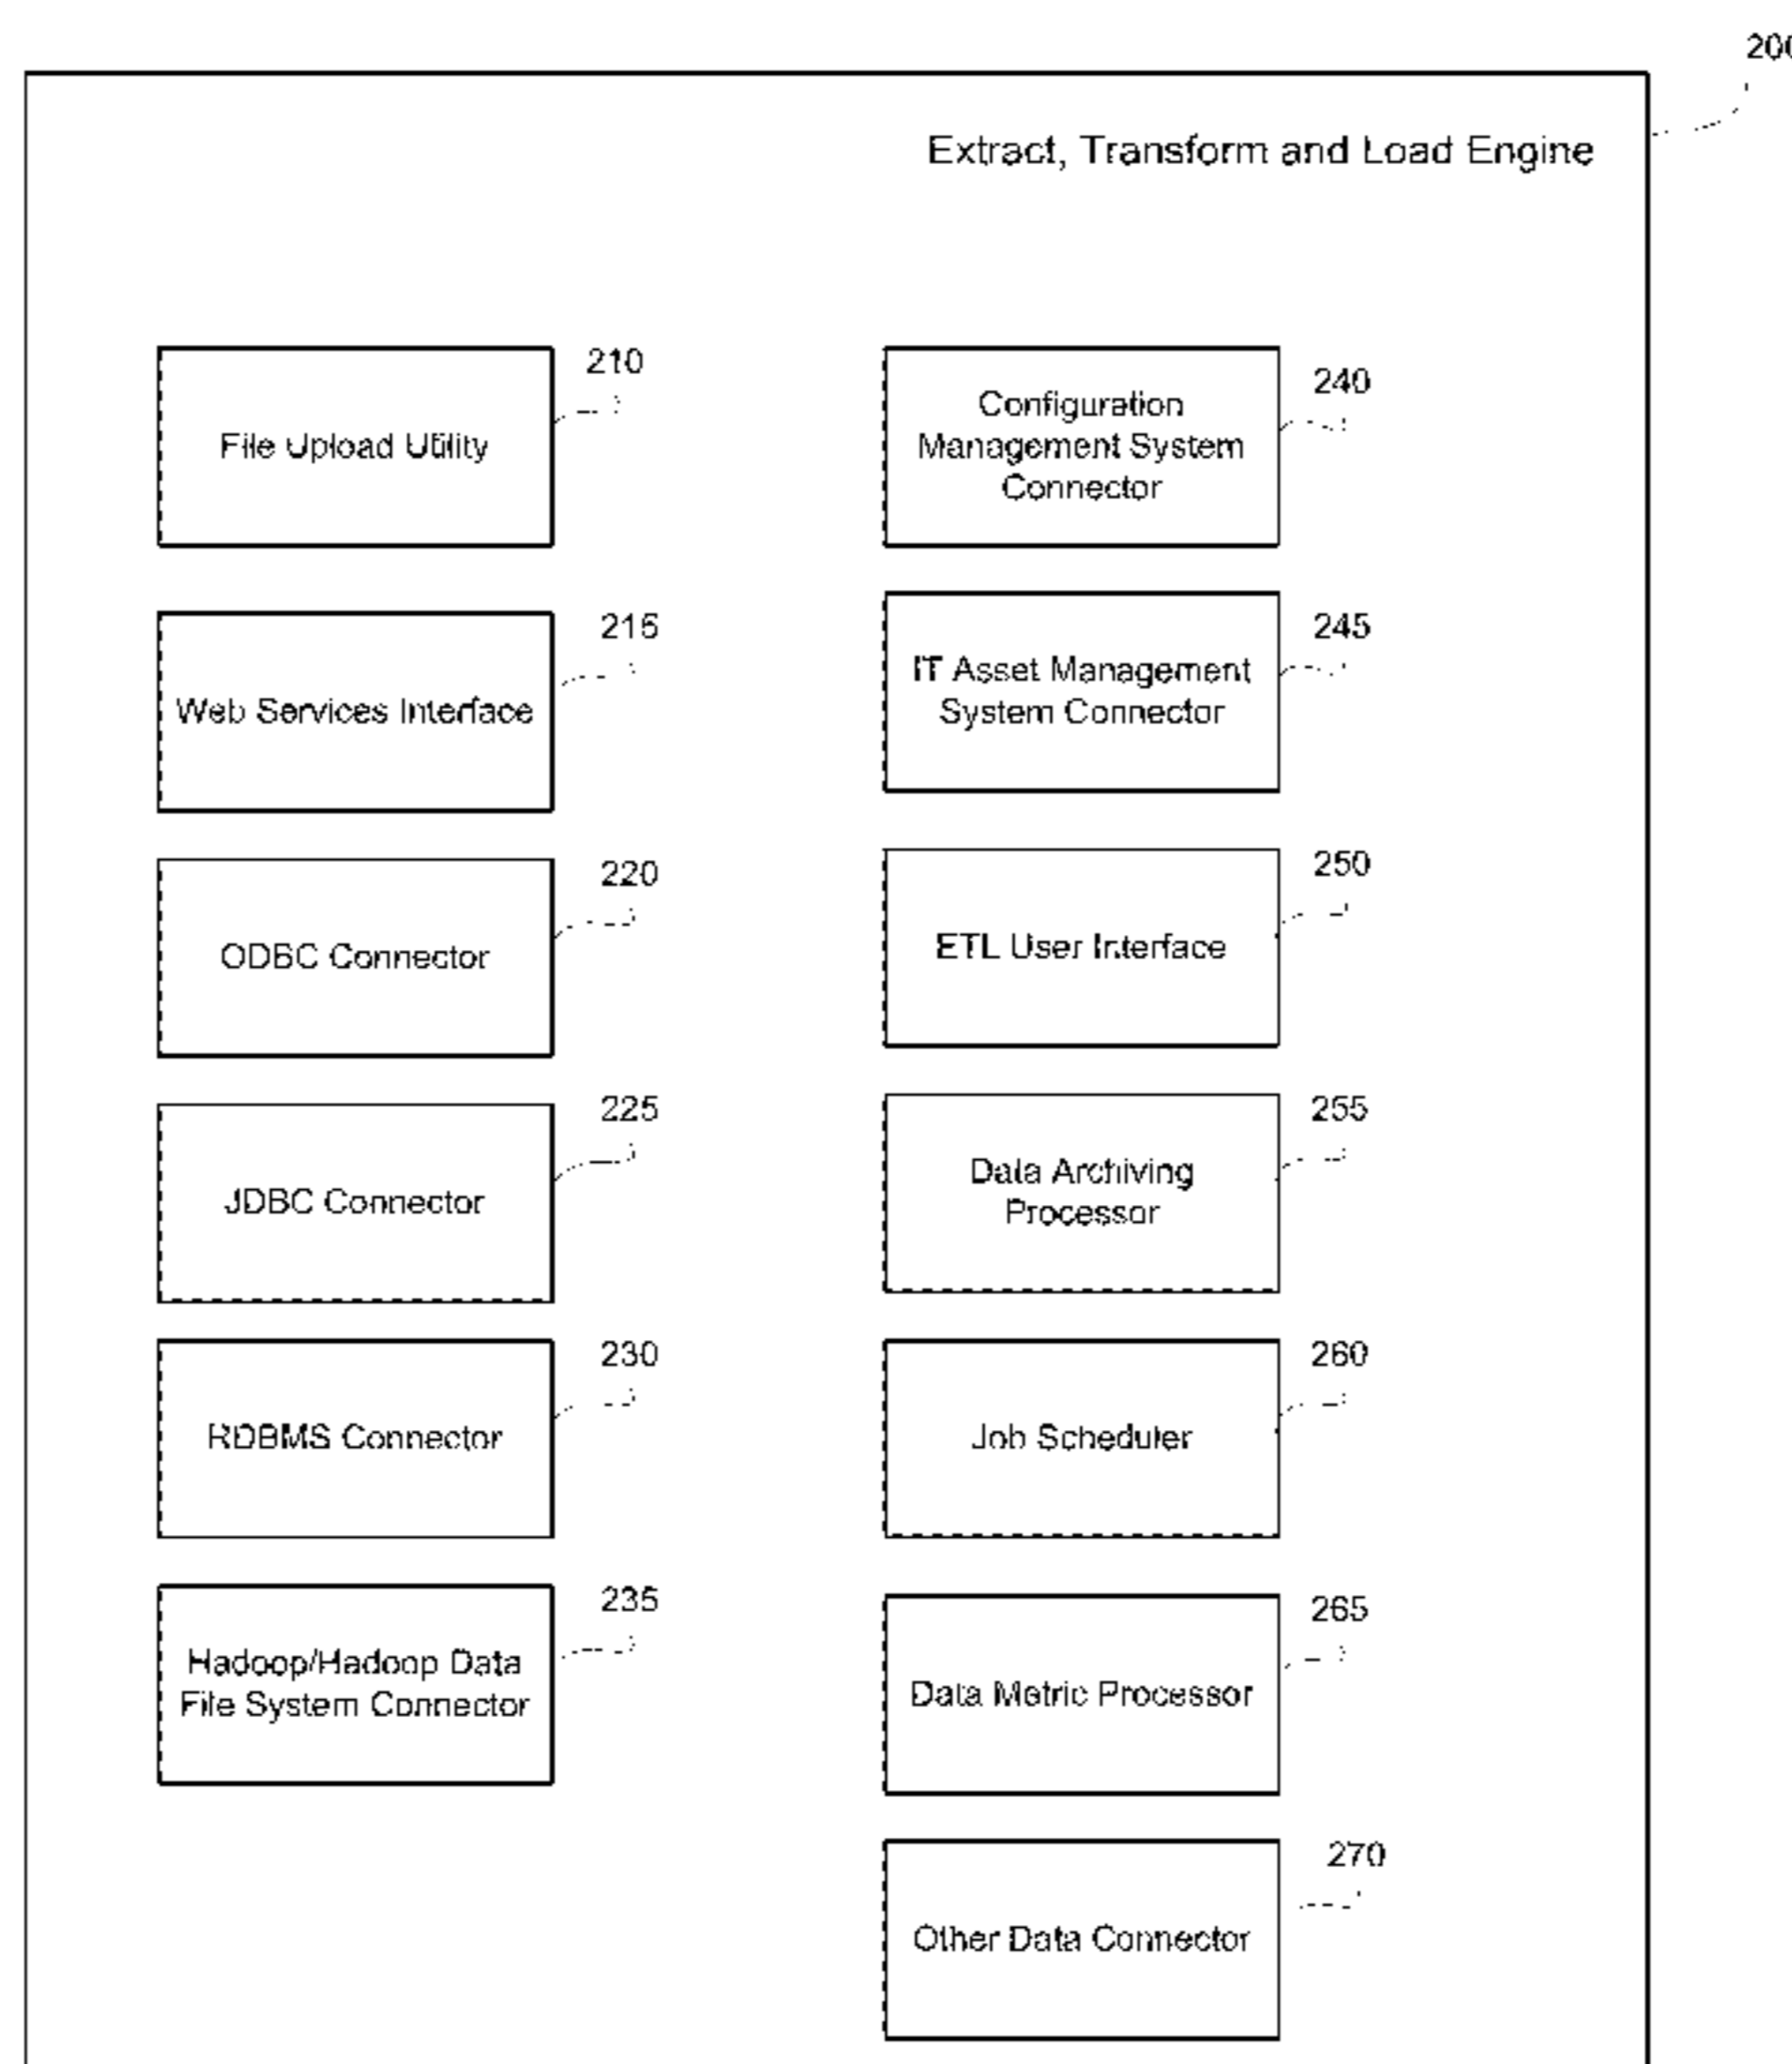 200
Extract, Transform and Load Engine
210
File Upload Utility
215
Web Services Interface
220
ODBC Connector
225
JDBC Connector
230
RDBMS Connector
235
Hadoop/Hadoop Data
File System Connector
240
Configuration
Management System
Connector
245
IT Asset Management
System Connector
250
ETL User Interface
255
Data Archiving
Processor
260
Job Scheduler
265
Data Metric Processor
270
Other Data Connector